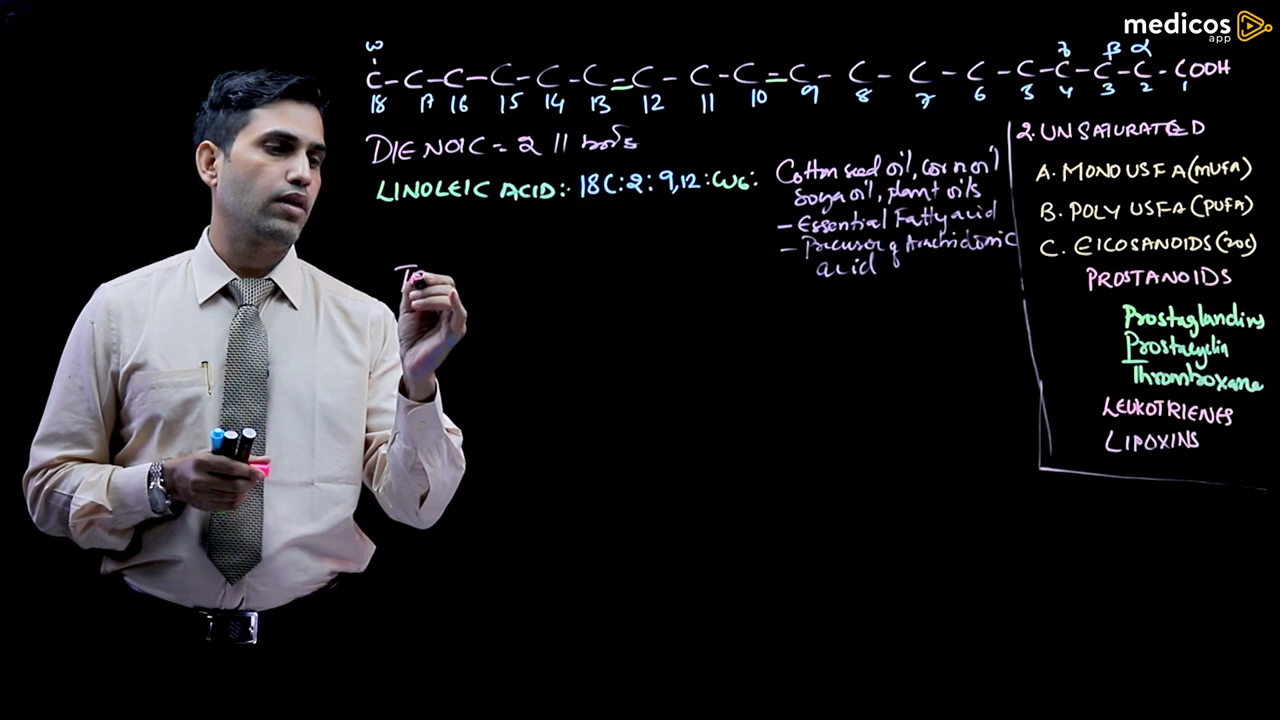 medicos
app
ω
C-C-C-C-C-C=C-C-C=C-C-C-C-C-C-C-C-COOH
γ β α
18 17 16 15 14 13 12 11 10 9 8 7 6 5 4 3 2 1
DIENOIC = 2 || bonds
LINOLEIC ACID:- 18C:2:9,12:ω6:
Cotton seed oil, corn oil
Soya oil, plant oils
- Essential Fatty acid
- Precusor of Arachidonic
acid
2. UNSATURATED
A. MONO USFA (MUFA)
B. POLY USFA (PUFA)
C. EICOSANOIDS (20C)
PROSTANOIDS
Prostaglandins
Prostacyclin
Thromboxane
LEUKOTRIENES
LIPOXINS